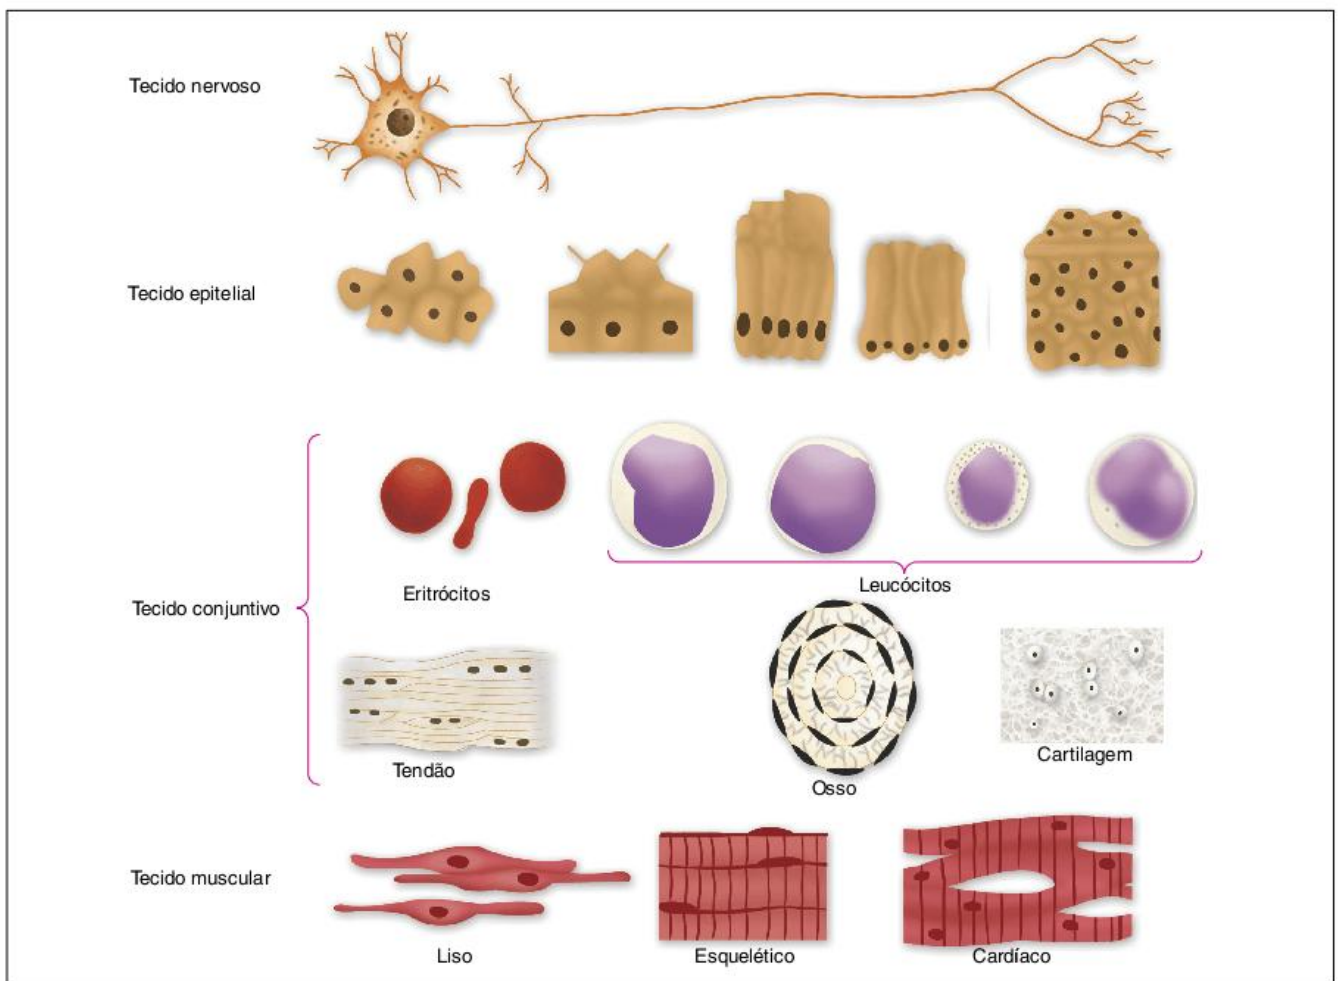 Tecido nervoso
Tecido epitelial
Eritrócitos
Leucócitos
Tecido conjuntivo
Tendão
Osso
Cartilagem
Tecido muscular
Liso
Esquelético
Cardíaco